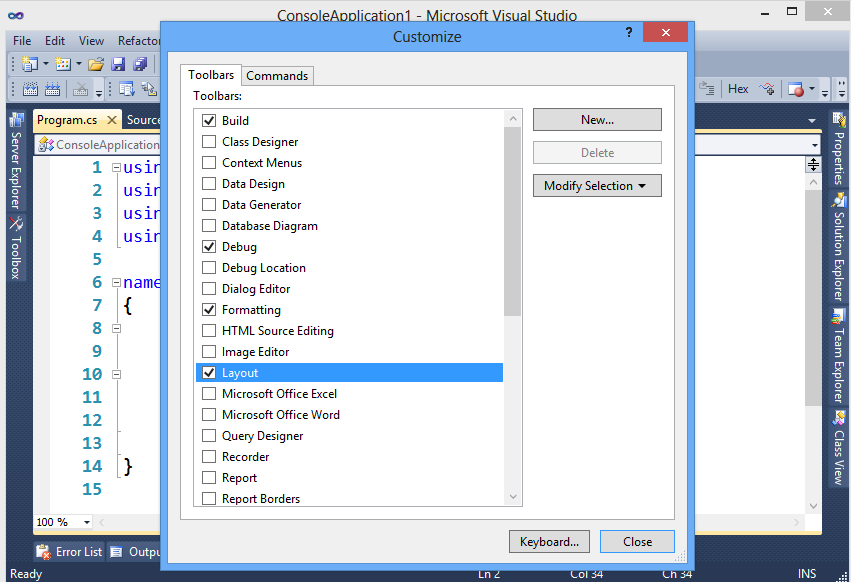 ConsoleApplication1 - Microsoft Visual Studio
Customize
?
File Edit View Refactor
Hex
Toolbars Commands
Toolbars:
Program.cs
Source
ConsoleApplication
Server Explorer
Toolbox
1 usin
2 usin
3 usin
4 usin
5
6 name
7 {
8
9
10
11
12
13
14 }
15
Build
Class Designer
Context Menus
Data Design
Data Generator
Database Diagram
Debug
Debug Location
Dialog Editor
Formatting
HTML Source Editing
Image Editor
Layout
Microsoft Office Excel
Microsoft Office Word
Query Designer
Recorder
Report
Report Borders
New...
Delete
Modify Selection
Keyboard...
Close
Properties
Solution Explorer
Team Explorer
Class View
100 %
Error List
Outpu
Ready
Ln 2
Col 34
Ch 34
INS